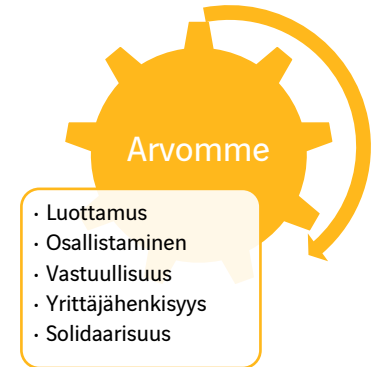 Arvomme
· Luottamus
· Osallistaminen
· Vastuullisuus
· Yrittäjähenkisyys
· Solidaarisuus